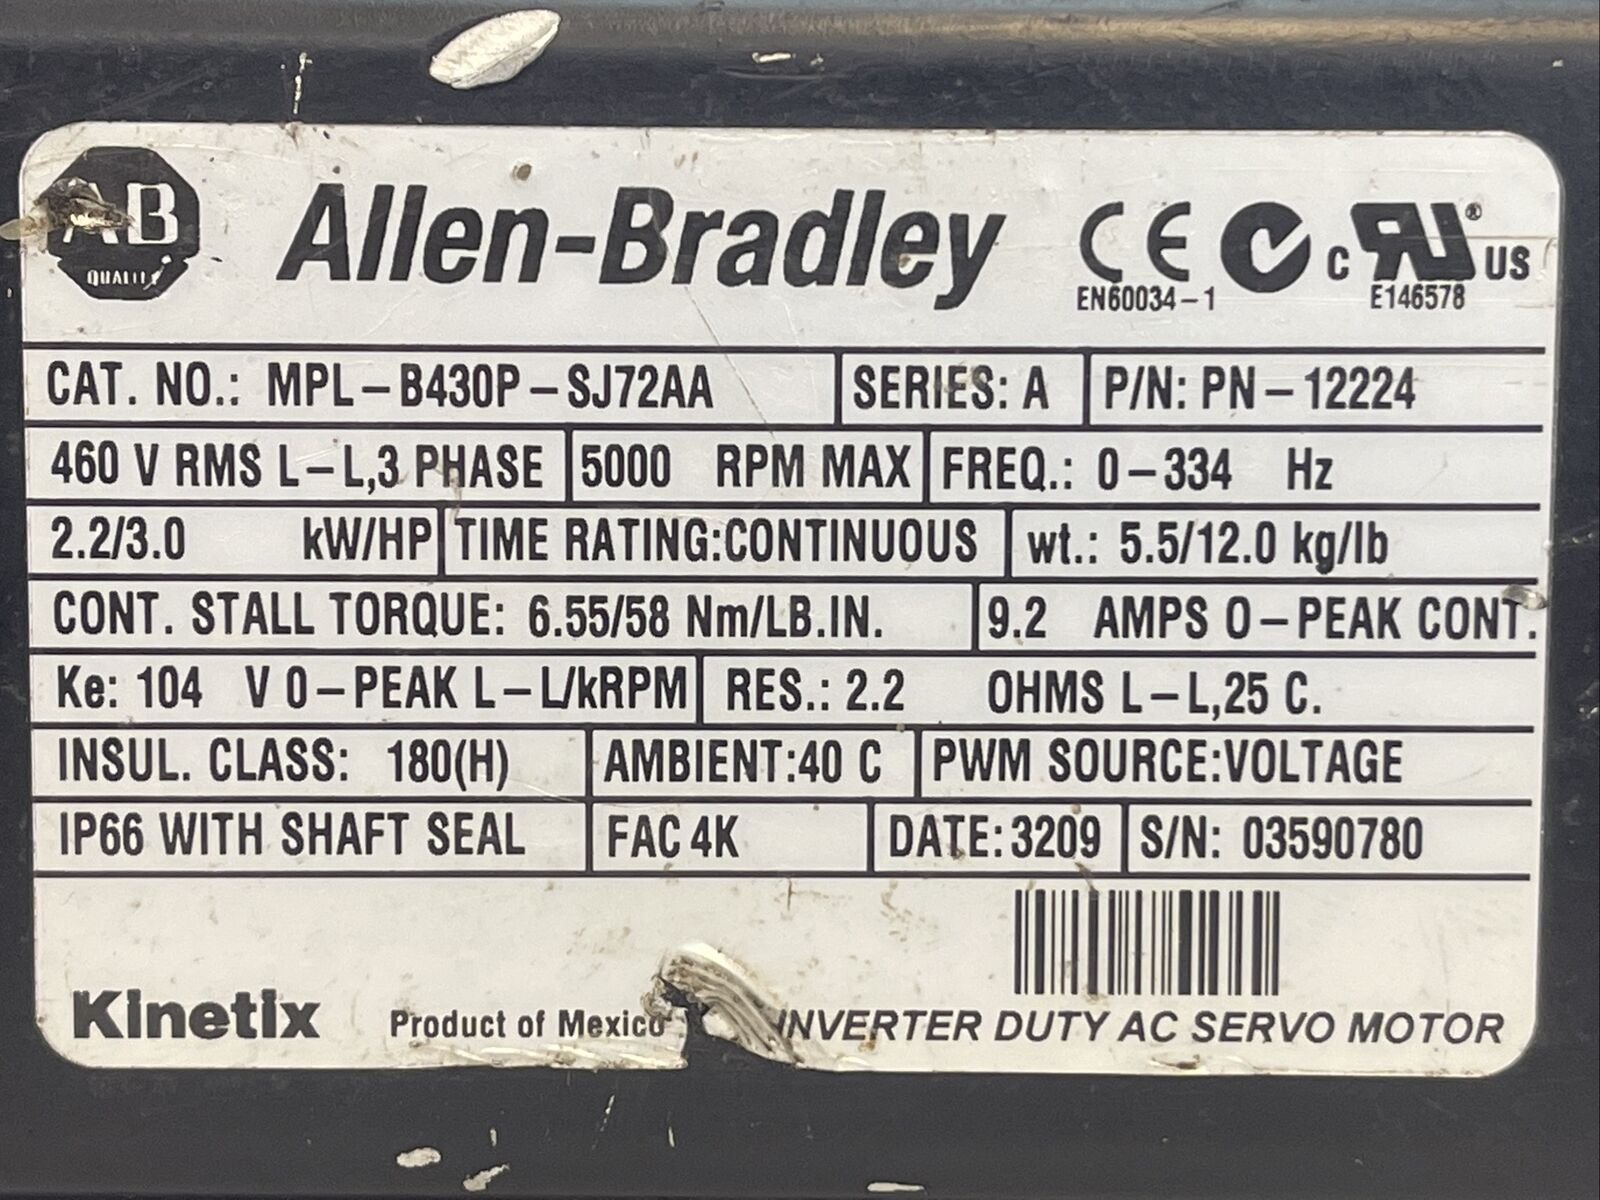 AB
QUALITY
Allen-Bradley
CE
EN60034-1
c RU ® US
E146578
CAT. NO.: MPL-B430P-SJ72AA SERIES: A P/N: PN-12224
460 V RMS L-L,3 PHASE 5000 RPM MAX FREQ.: 0-334 Hz
2.2/3.0 kW/HP TIME RATING:CONTINUOUS wt.: 5.5/12.0 kg/lb
CONT. STALL TORQUE: 6.55/58 Nm/LB.IN. 9.2 AMPS 0-PEAK CONT.
Ke: 104 V 0-PEAK L-L/kRPM RES.: 2.2 OHMS L-L,25 C.
INSUL. CLASS: 180(H) AMBIENT:40 C PWM SOURCE:VOLTAGE
IP66 WITH SHAFT SEAL FAC 4K DATE:3209 S/N: 03590780
Kinetix Product of Mexico INVERTER DUTY AC SERVO MOTOR